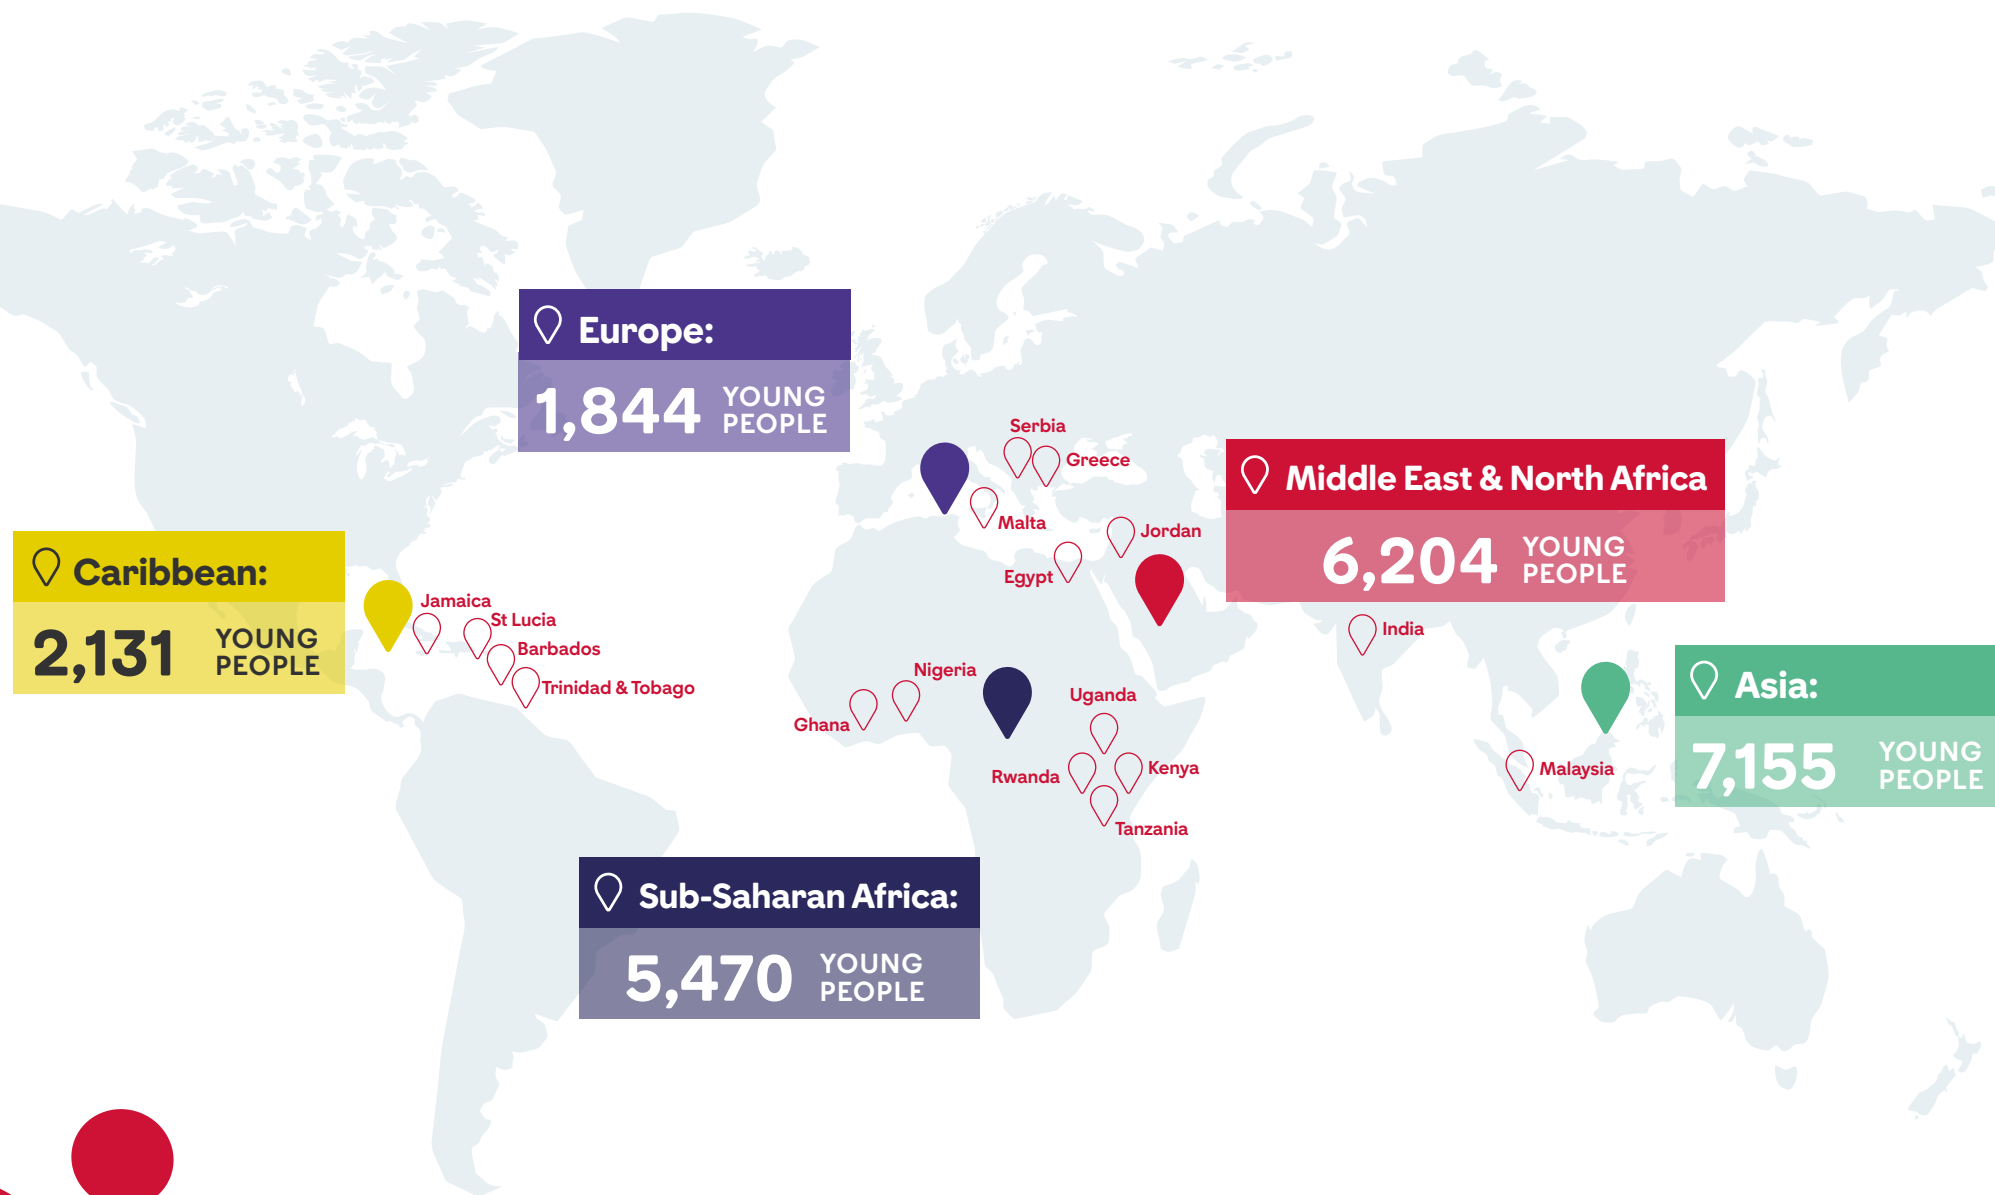 Europe:
1,844 YOUNG
PEOPLE
Serbia
Greece
Malta
Middle East & North Africa
6,204 YOUNG
PEOPLE
Jordan
Egypt
Caribbean:
2,131 YOUNG
PEOPLE
Jamaica
St Lucia
Barbados
Trinidad & Tobago
India
Nigeria
Ghana
Uganda
Rwanda
Kenya
Tanzania
Asia:
7,155 YOUNG
PEOPLE
Malaysia
Sub-Saharan Africa:
5,470 YOUNG
PEOPLE